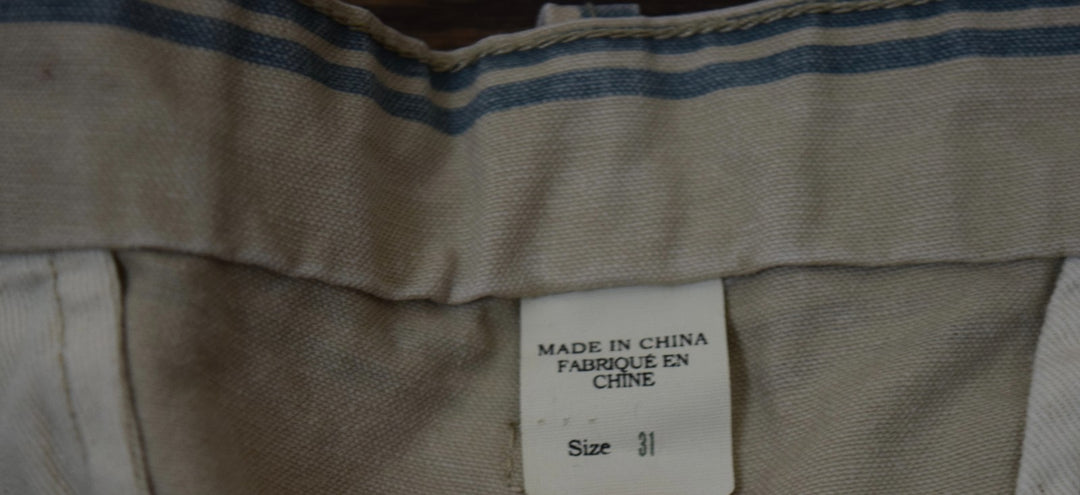 MADE IN CHINA
FABRIQUÉ EN
CHINE
Size 31